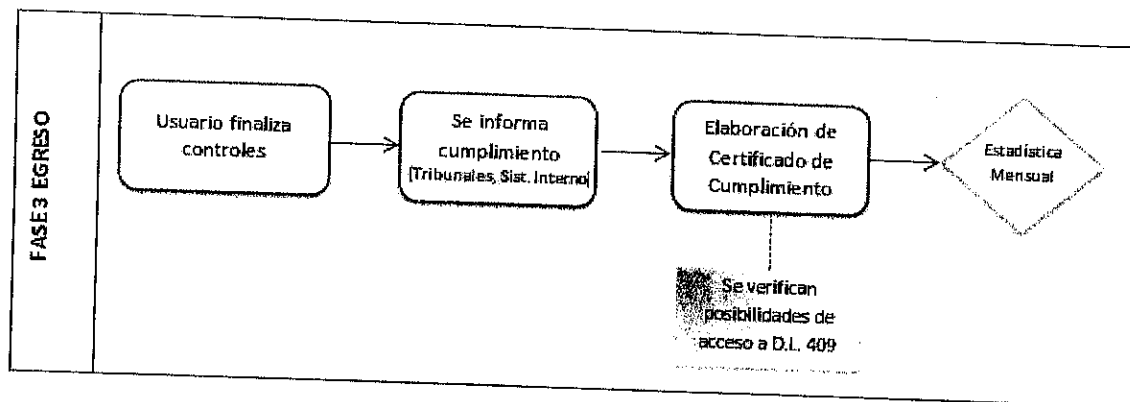 FASE 3 EGRESO
Usuario finaliza
controles
Se informa
cumplimiento
(Tribunales, Sist. Interno)
Elaboración de
Certificado de
Cumplimiento
Estadística
Mensual
Se verifican
posibilidades de
acceso a D.L. 409